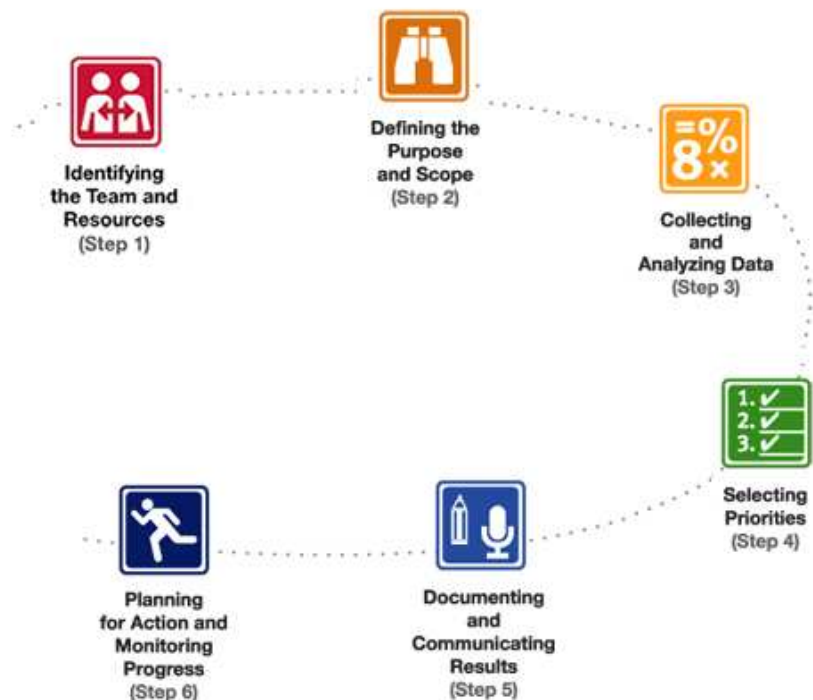 Identifying
the Team and
Resources
(Step 1)
Defining the
Purpose
and Scope
(Step 2)
=%
8x
Collecting
and
Analyzing Data
(Step 3)
1. ✓
2. ✓
3. ✓
Selecting
Priorities
(Step 4)
Documenting
and
Communicating
Results
(Step 5)
Planning
for Action and
Monitoring
Progress
(Step 6)